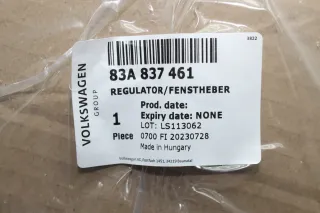 3522
VOLKSWAGEN
GROUP
83A 837 461
REGULATOR/FENSTHEBER
Prod. date:
1 Expiry date: NONE
LOT: LS113062
Piece 0700 FI 20230728
Made in Hungary